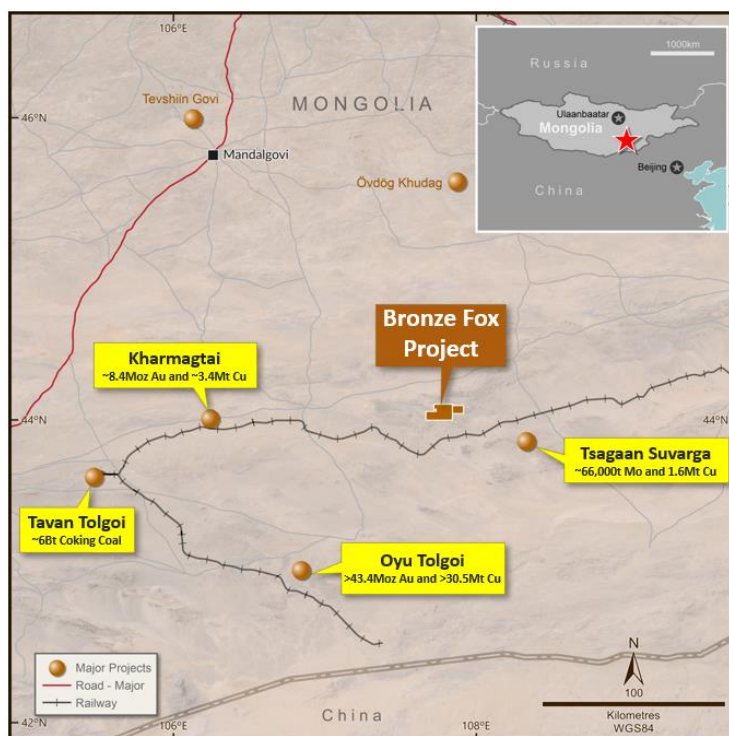 106°E
1000km
Russia
Ulaanbaatar
Mongolia
Beijing
China
46°N
Tevshiin Govi
MONGOLIA
Mandalgovi
Övdög Khudag
Bronze Fox
Project
Kharmagtai
~8.4Moz Au and ~3.4Mt Cu
44°N
44°N
Tsagaan Suvarga
~66,000t Mo and 1.6Mt Cu
Tavan Tolgoi
~6Bt Coking Coal
Oyu Tolgoi
>43.4Moz Au and >30.5Mt Cu
Major Projects
Road - Major
Railway
N
100
Kilometres
WGS84
42°N
106°E
China
108°E